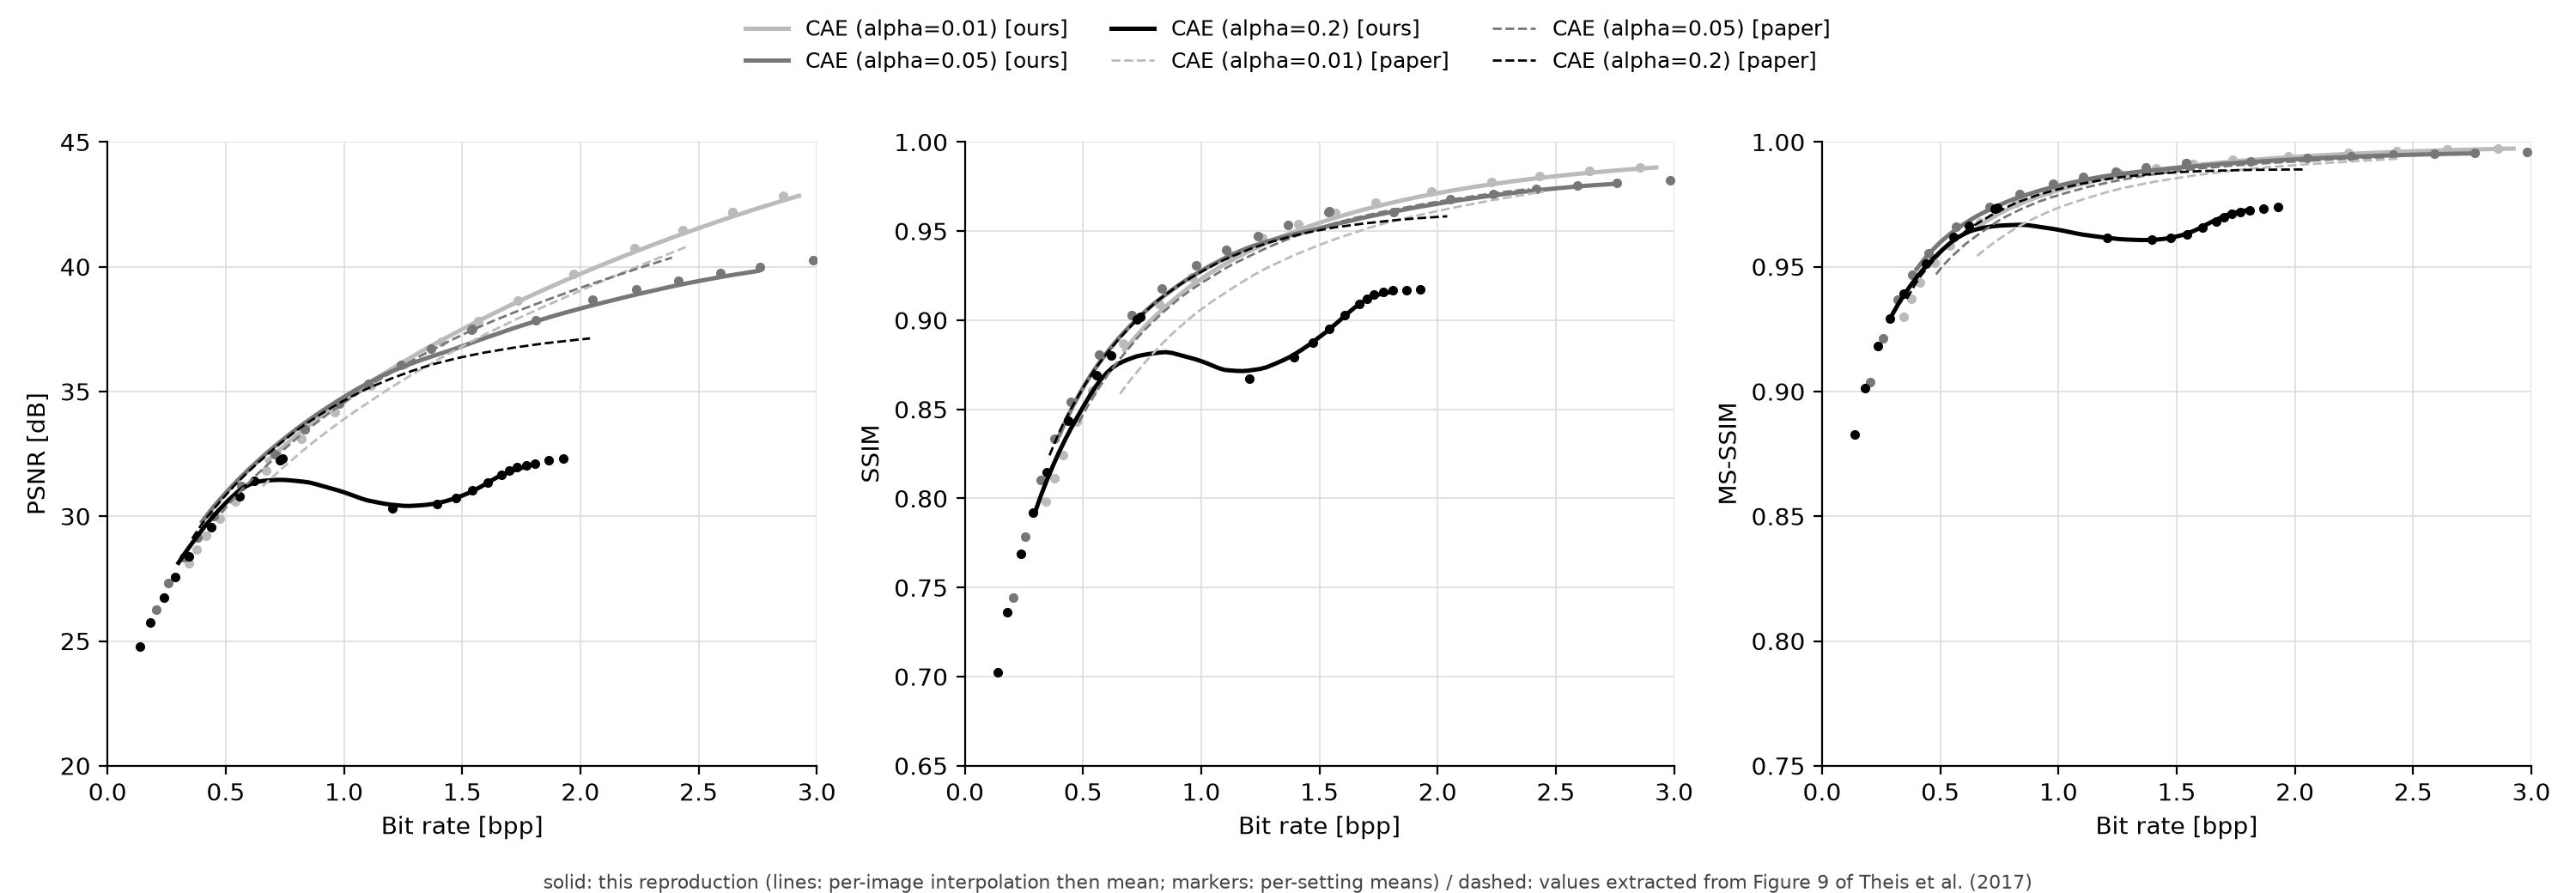 CAE (alpha=0.01) [ours]
CAE (alpha=0.05) [ours]
CAE (alpha=0.2) [ours]
CAE (alpha=0.01) [paper]
CAE (alpha=0.05) [paper]
CAE (alpha=0.2) [paper]
PSNR [dB]
45
40
35
30
25
20
0.0 0.5 1.0 1.5 2.0 2.5 3.0
Bit rate [bpp]
SSIM
1.00
0.95
0.90
0.85
0.80
0.75
0.70
0.65
0.0 0.5 1.0 1.5 2.0 2.5 3.0
Bit rate [bpp]
MS-SSIM
1.00
0.95
0.90
0.85
0.80
0.75
0.0 0.5 1.0 1.5 2.0 2.5 3.0
Bit rate [bpp]
solid: this reproduction (lines: per-image interpolation then mean; markers: per-setting means) / dashed: values extracted from Figure 9 of Theis et al. (2017)